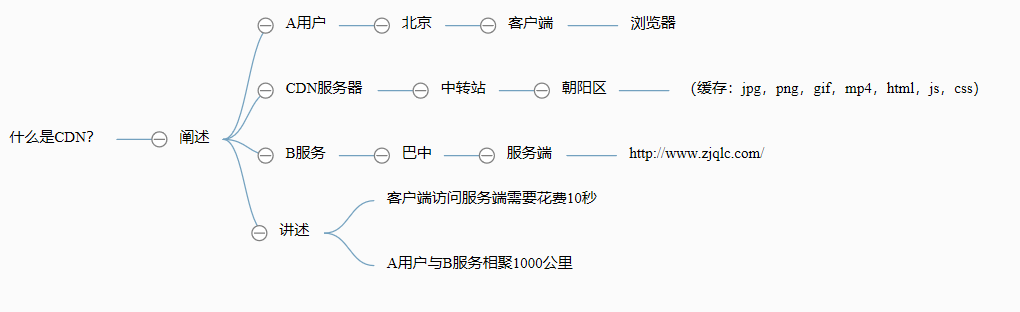 A用户 北京 客户端 浏览器
CDN服务器 中转站 朝阳区 （缓存：jpg，png，gif，mp4，html，js，css）
什么是CDN？ 阐述
B服务 巴中 服务端 http://www.zjqlc.com/
客户端访问服务端需要花费10秒
讲述
A用户与B服务相聚1000公里